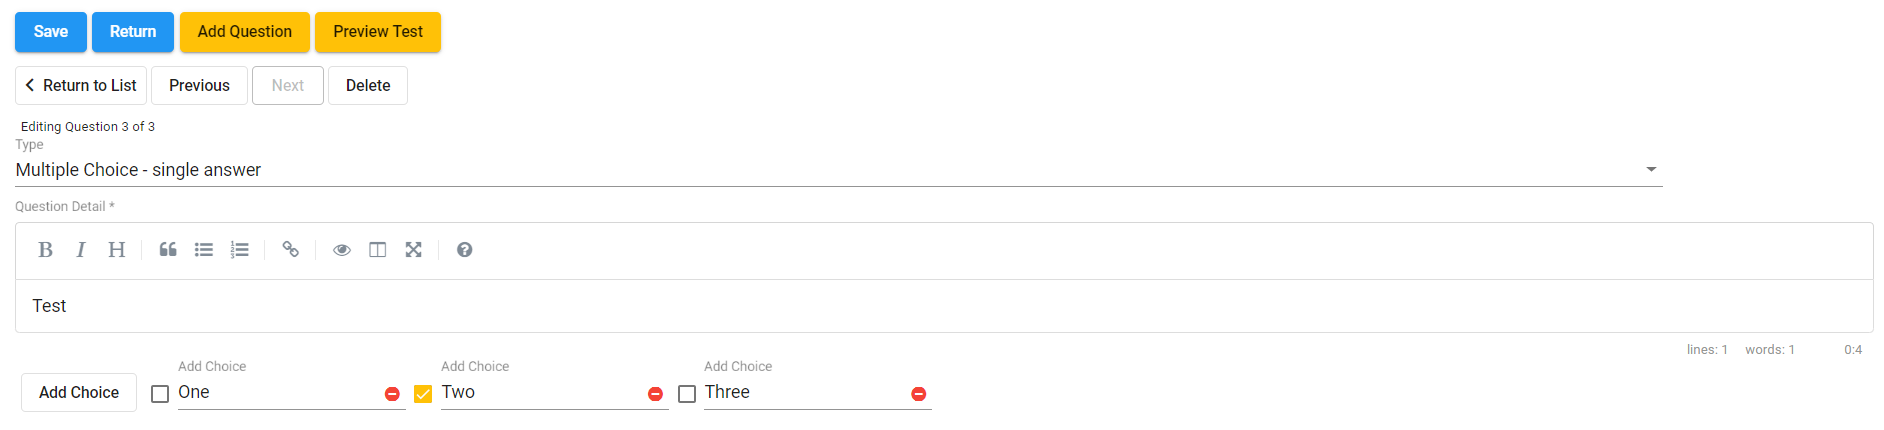 Save Return Add Question Preview Test
Return to List Previous Next Delete
Editing Question 3 of 3
Type
Multiple Choice - single answer
Question Detail *
B I H
Test
lines: 1 words: 1 0:4
Add Choice Add Choice Add Choice
Add Choice One Two Three